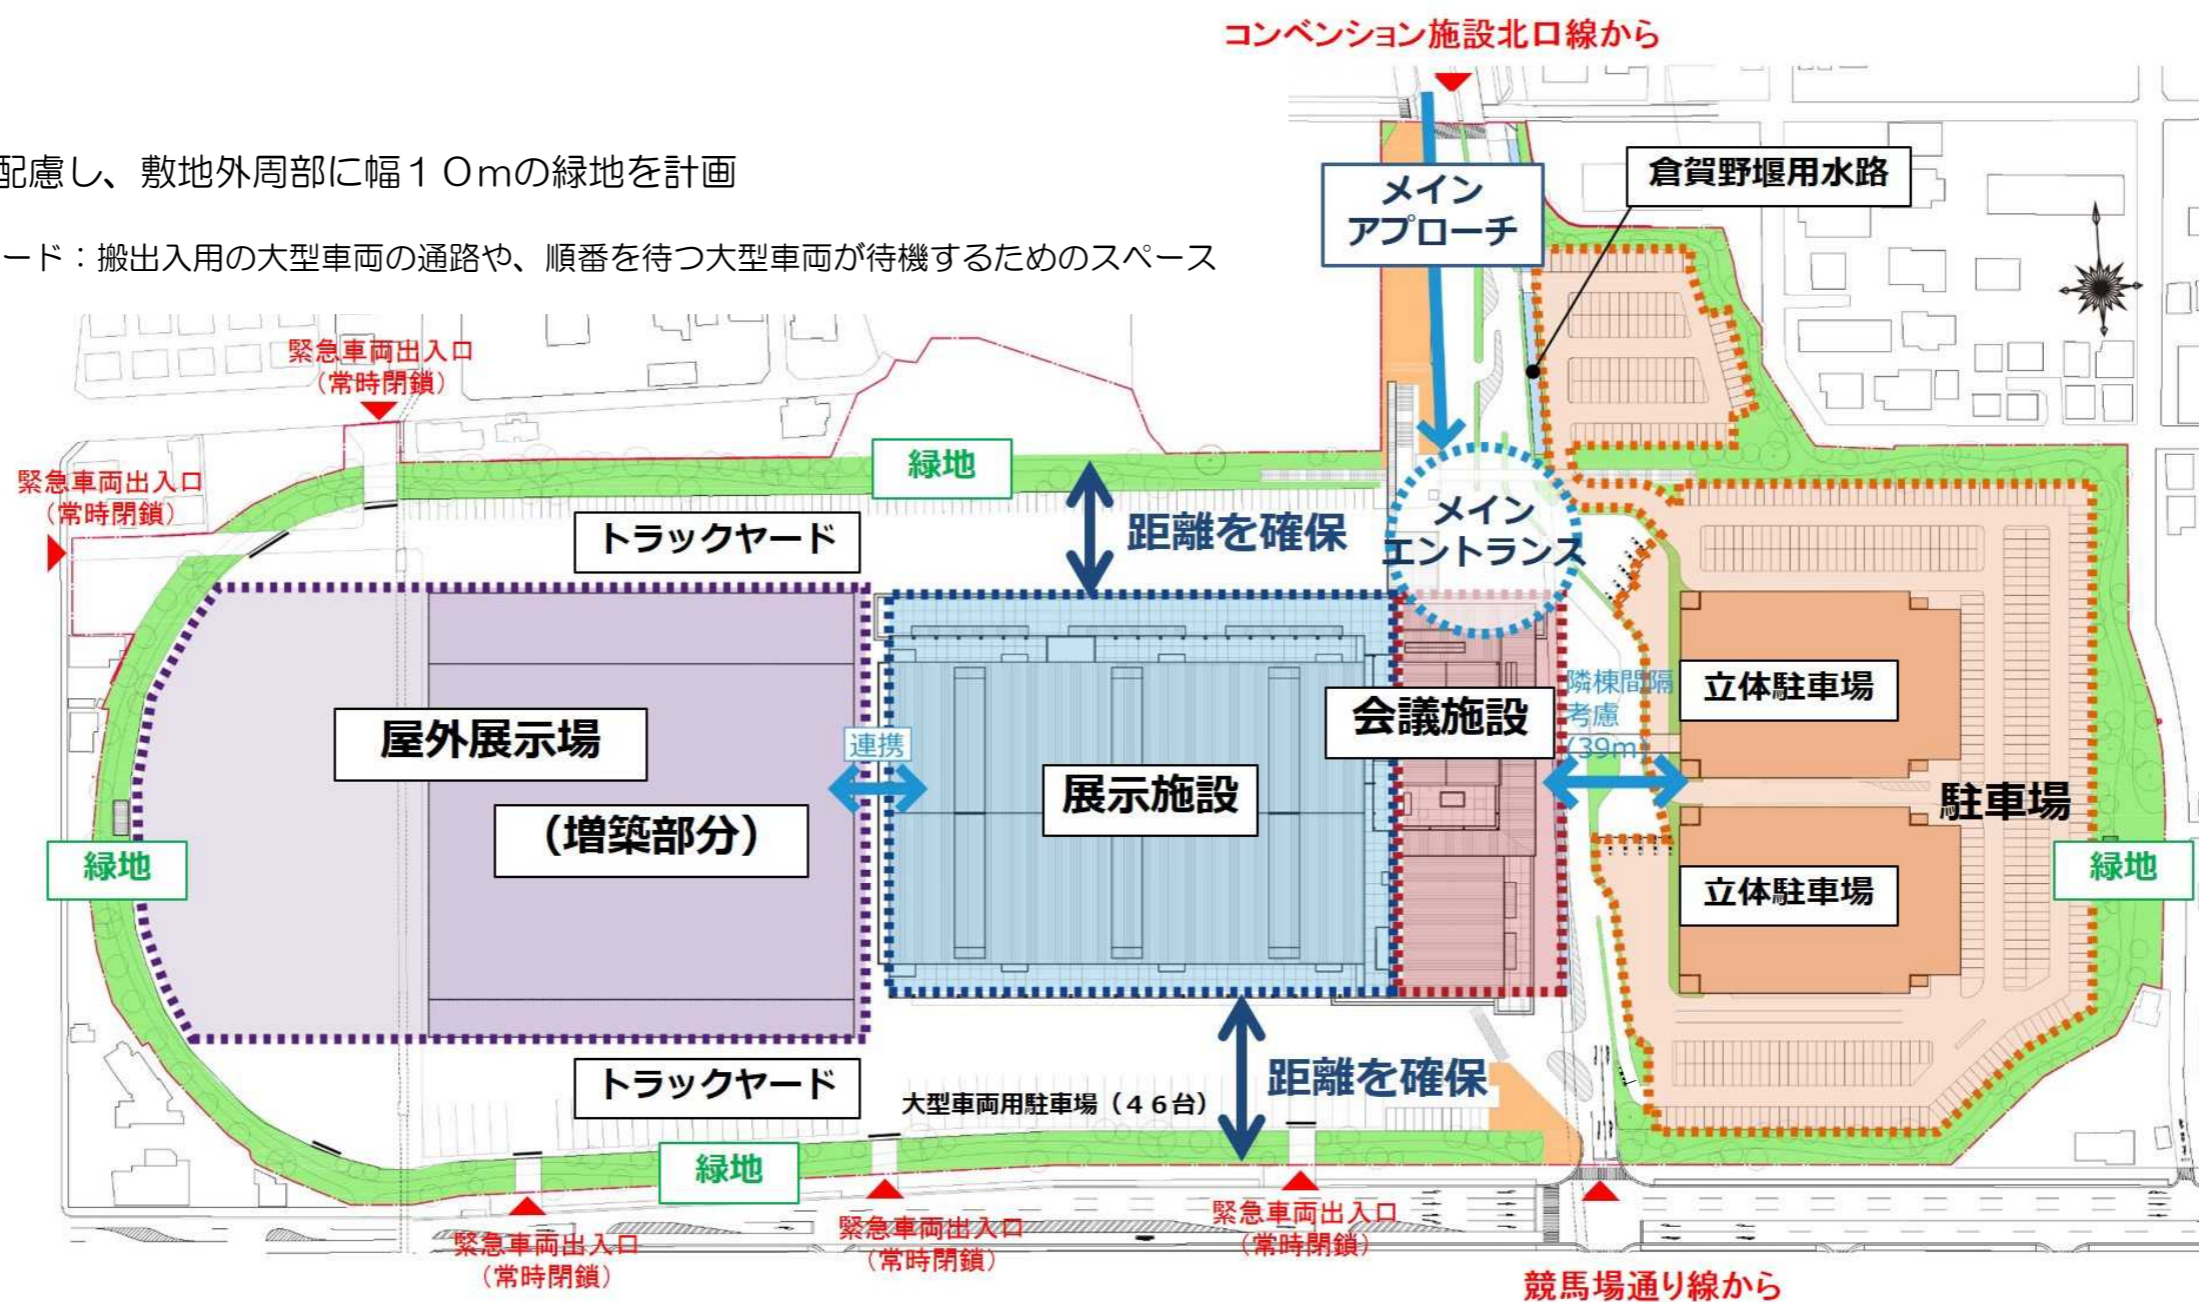 コンベンション施設北口線から
配慮し、敷地外周部に幅１０ｍの緑地を計画
ード：搬出入用の大型車両の通路や、順番を待つ大型車両が待機するためのスペース
メイン
アプローチ
倉賀野堰用水路
緊急車両出入口
（常時閉鎖）
緊急車両出入口
（常時閉鎖）
緑地
トラックヤード
距離を確保
メイン
エントランス
屋外展示場
（増築部分）
連携
展示施設
会議施設
隣棟間隔
考慮
（39m）
立体駐車場
駐車場
立体駐車場
緑地
緑地
トラックヤード
大型車両用駐車場（４６台）
距離を確保
緑地
緊急車両出入口
（常時閉鎖）
緊急車両出入口
（常時閉鎖）
緊急車両出入口
（常時閉鎖）
競馬場通り線から